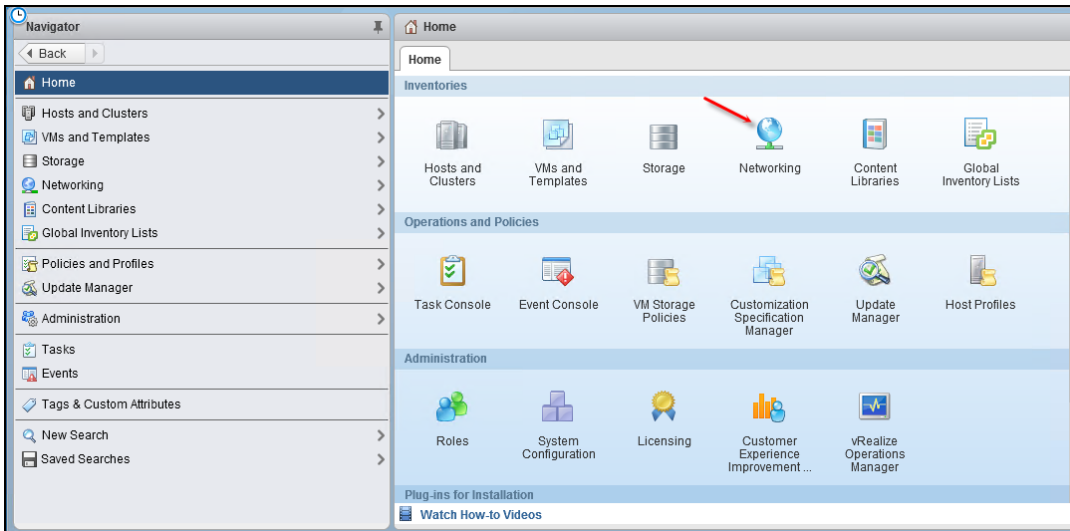 Navigator
Back
Home
Hosts and Clusters
VMs and Templates
Storage
Networking
Content Libraries
Global Inventory Lists
Policies and Profiles
Update Manager
Administration
Tasks
Events
Tags & Custom Attributes
New Search
Saved Searches
Home
Home
Inventories
Hosts and
Clusters
VMs and
Templates
Storage
Networking
Content
Libraries
Global
Inventory Lists
Operations and Policies
Task Console
Event Console
VM Storage
Policies
Customization
Specification
Manager
Update
Manager
Host Profiles
Administration
Roles
System
Configuration
Licensing
Customer
Experience
Improvement ...
vRealize
Operations
Manager
Plug-ins for Installation
Watch How-to Videos